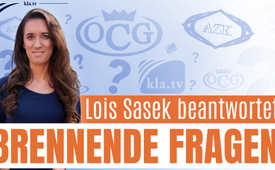 kla.tv
OCG
AZK
kla.tv
OCG
Lois Sasek beantwortet
BRENNENDE FRAGEN